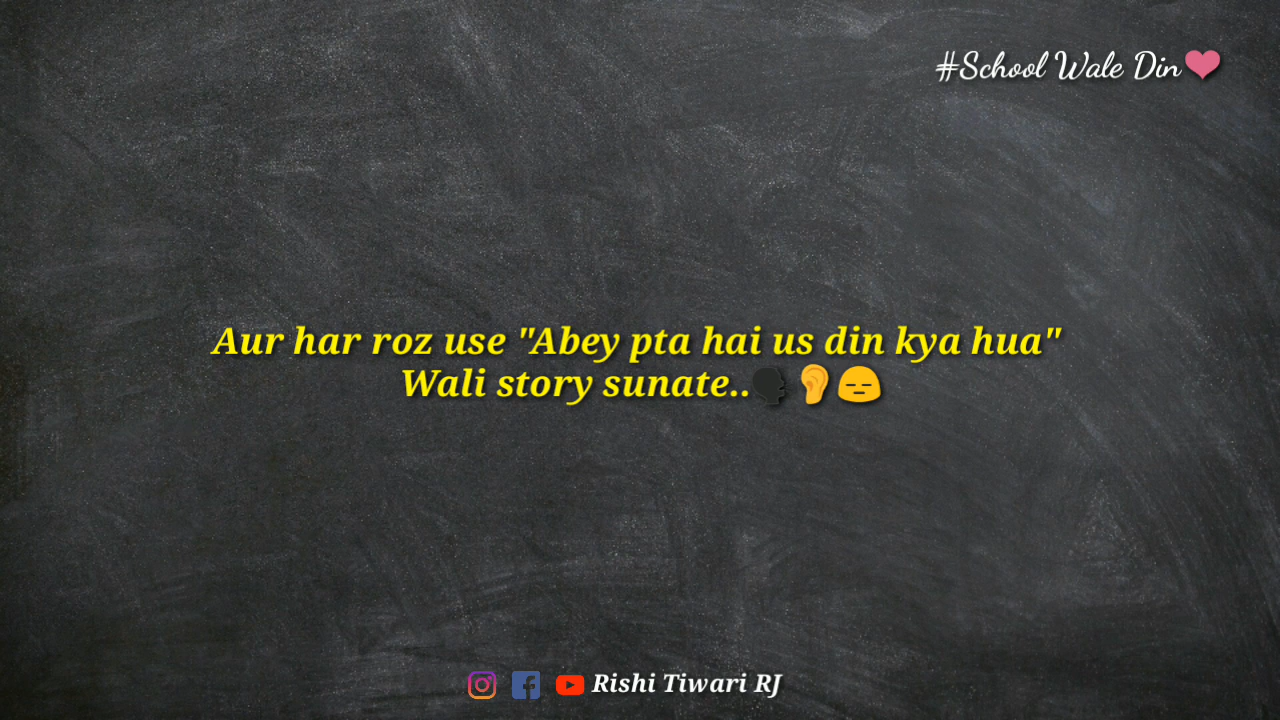 #School Wale Din❤
Aur har roz use "Abey pta hai us din kya hua"
Wali story sunate..🗣👂😑
Rishi Tiwari RJ